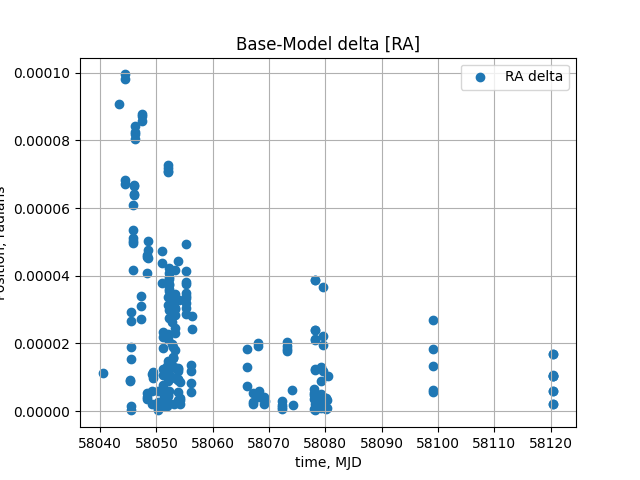 Base-Model delta [RA]
RA delta
0.00010
0.00008
0.00006
0.00004
0.00002
0.00000
Position, radians
58040 58050 58060 58070 58080 58090 58100 58110 58120
time, MJD